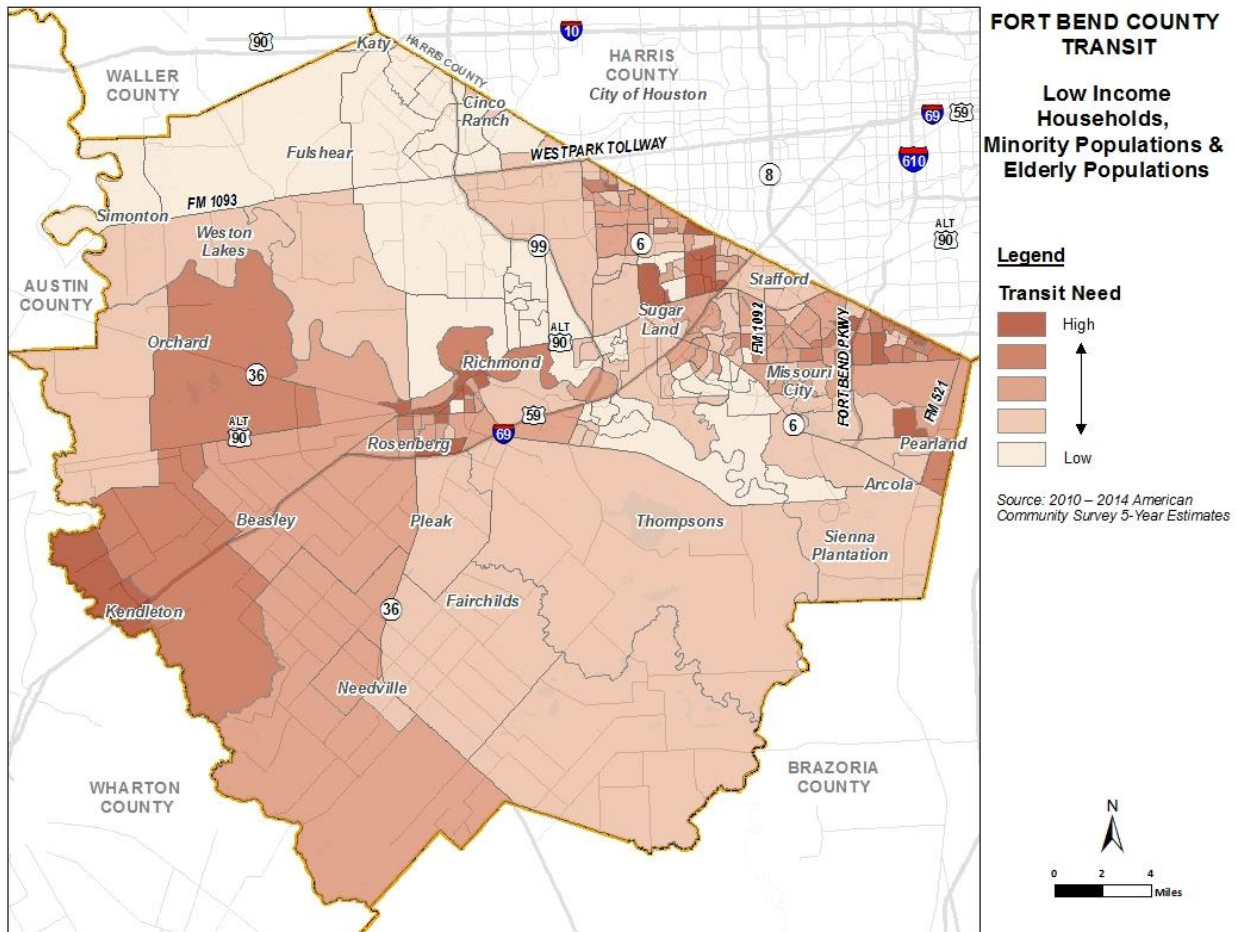 FORT BEND COUNTY
TRANSIT
Low Income
Households,
Minority Populations &
Elderly Populations
Legend
Transit Need
High
Low
Source: 2010 – 2014 American
Community Survey 5-Year Estimates
N
0 2 4
Miles
10
90
Katy
HARRIS COUNTY
HARRIS
COUNTY
City of Houston
WALLER
COUNTY
Cinco
Ranch
69
59
610
Fulshear
WESTPARK TOLLWAY
8
FM 1093
Simonton
Weston
Lakes
99
6
ALT
90
AUSTIN
COUNTY
Stafford
Sugar
Land
FM 1092
Orchard
ALT
90
Richmond
36
Missouri
City
FORT BEND PKWY
FM 521
ALT
90
59
6
Rosenberg
69
Pearland
Arcola
Beasley
Pleak
Thompsons
Sienna
Plantation
Kendleton
36
Fairchilds
Needville
WHARTON
COUNTY
BRAZORIA
COUNTY